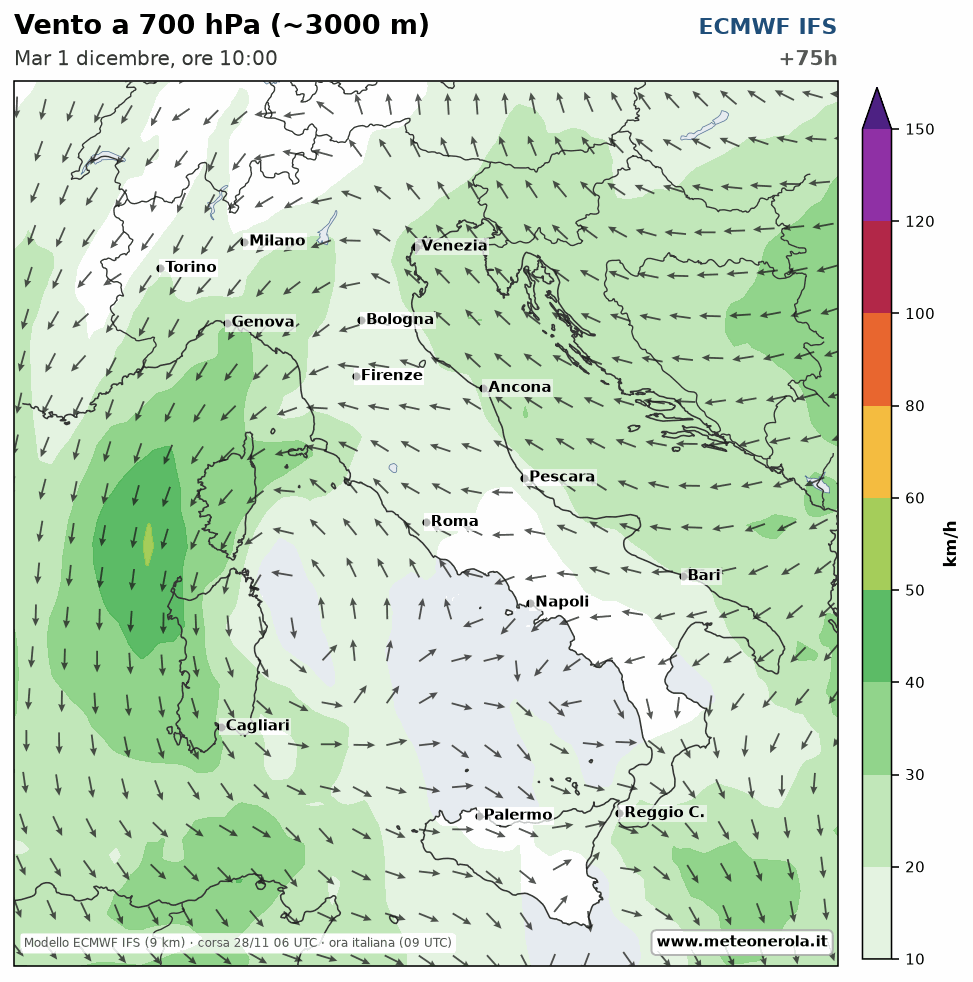 Vento a 700 hPa (~3000 m)
ECMWF IFS
Mar 1 dicembre, ore 10:00
+75h
Milano
Venezia
Torino
Genova
Bologna
Firenze
Ancona
Pescara
Roma
Bari
Napoli
Cagliari
Palermo
Reggio C.
150
120
100
80
60
50
40
30
20
10
km/h
Modello ECMWF IFS (9 km) · corsa 28/11 06 UTC · ora italiana (09 UTC)
www.meteonerola.it